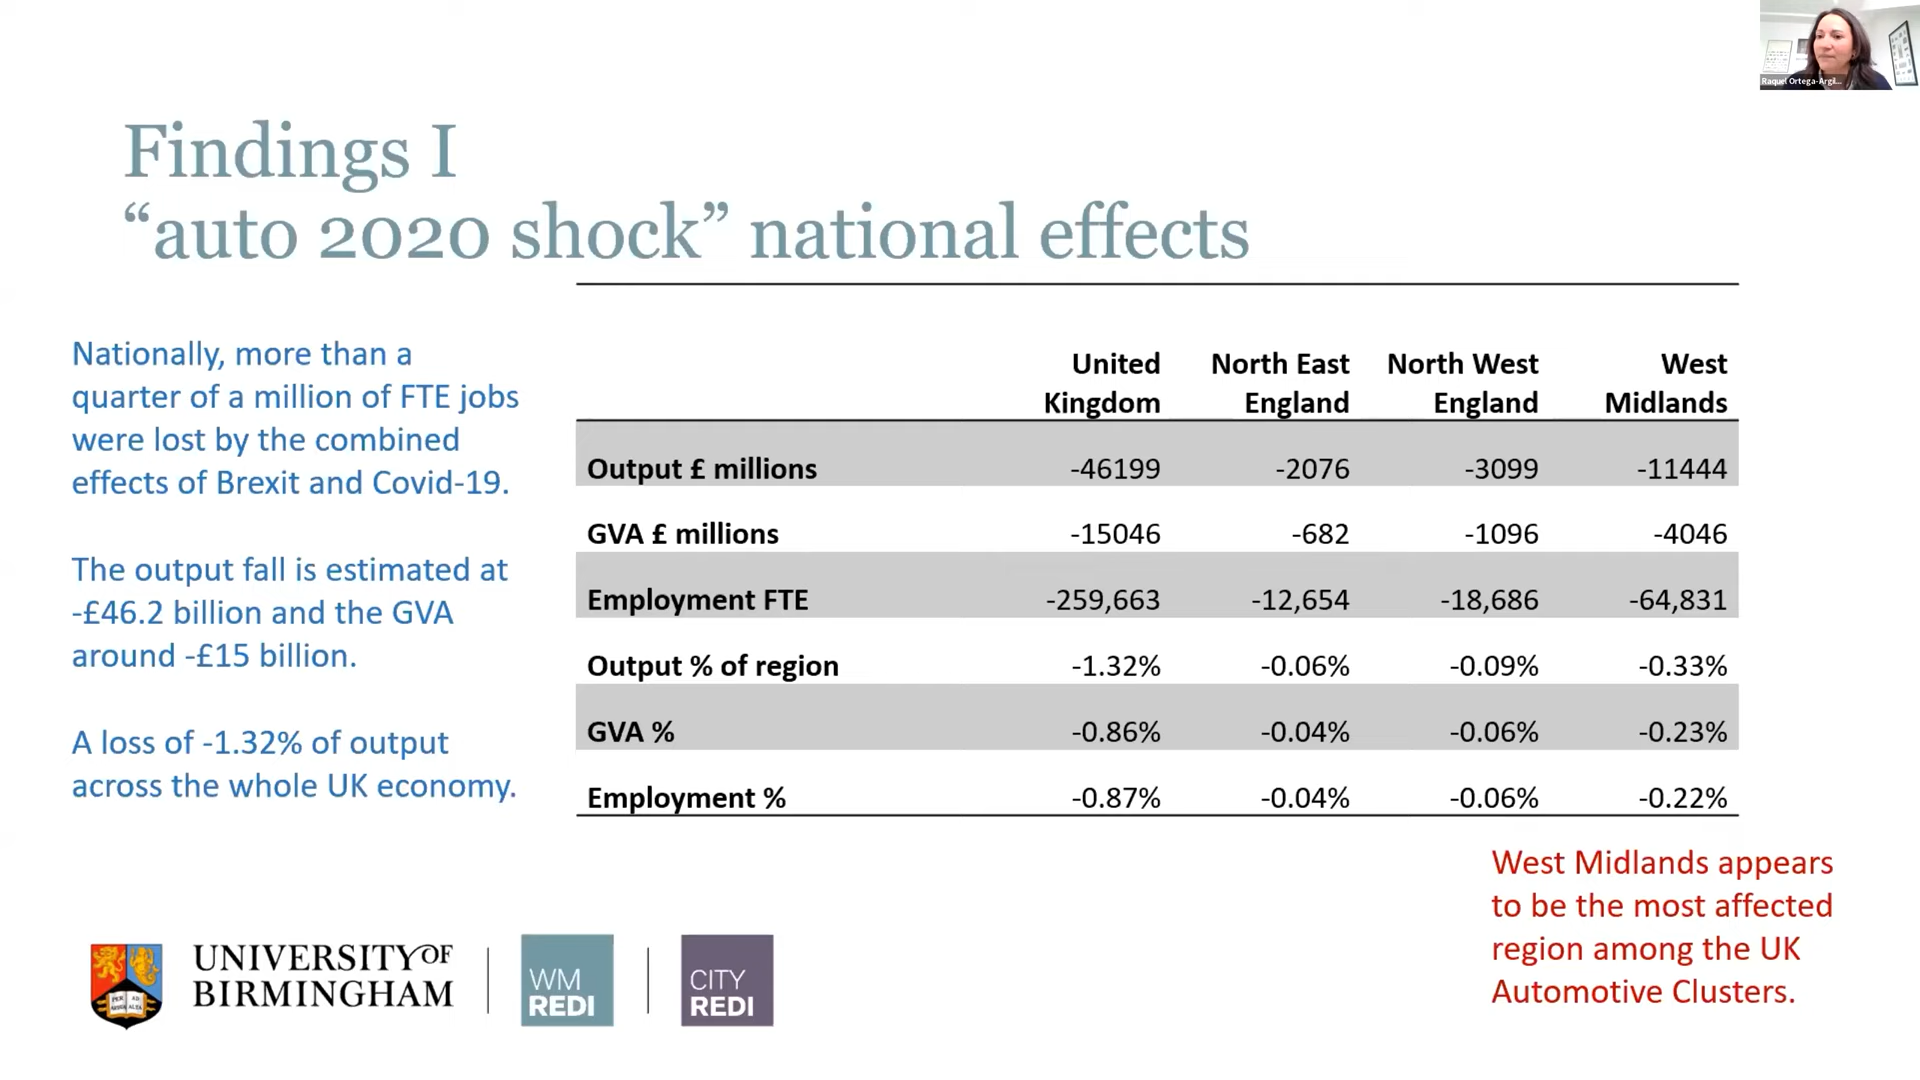 Raquel Ortega-Argil...
Findings I
“auto 2020 shock” national effects
Nationally, more than a
quarter of a million of FTE jobs
were lost by the combined
effects of Brexit and Covid-19.
The output fall is estimated at
-£46.2 billion and the GVA
around -£15 billion.
A loss of -1.32% of output
across the whole UK economy.
United Kingdom North East England North West England West Midlands
Output £ millions -46199 -2076 -3099 -11444
GVA £ millions -15046 -682 -1096 -4046
Employment FTE -259,663 -12,654 -18,686 -64,831
Output % of region -1.32% -0.06% -0.09% -0.33%
GVA % -0.86% -0.04% -0.06% -0.23%
Employment % -0.87% -0.04% -0.06% -0.22%
West Midlands appears
to be the most affected
region among the UK
Automotive Clusters.
UNIVERSITY OF
BIRMINGHAM
WM
REDI
CITY
REDI